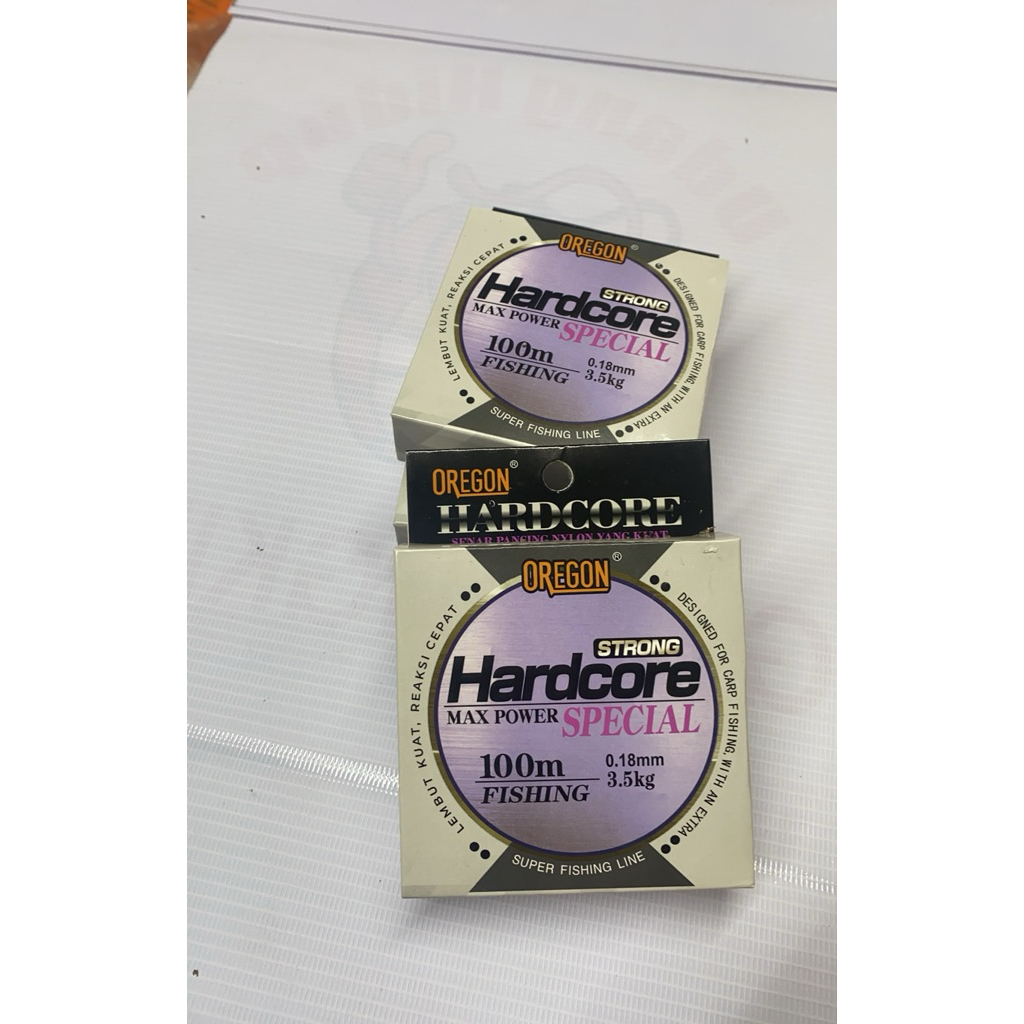 OREGON ®
STRONG
Hardcore
MAX POWER SPECIAL
100m 0.18mm
FISHING 3.5kg
LEMBUT KUAT, REAKSI CEPAT
DESIGNED FOR CARP FISHING, WITH AN EXTRA
SUPER FISHING LINE
OREGON ®
HARDCORE
SENAR PANCING NYLON YANG KUAT
OREGON ®
STRONG
Hardcore
MAX POWER SPECIAL
100m 0.18mm
FISHING 3.5kg
LEMBUT KUAT, REAKSI CEPAT
DESIGNED FOR CARP FISHING, WITH AN EXTRA
SUPER FISHING LINE